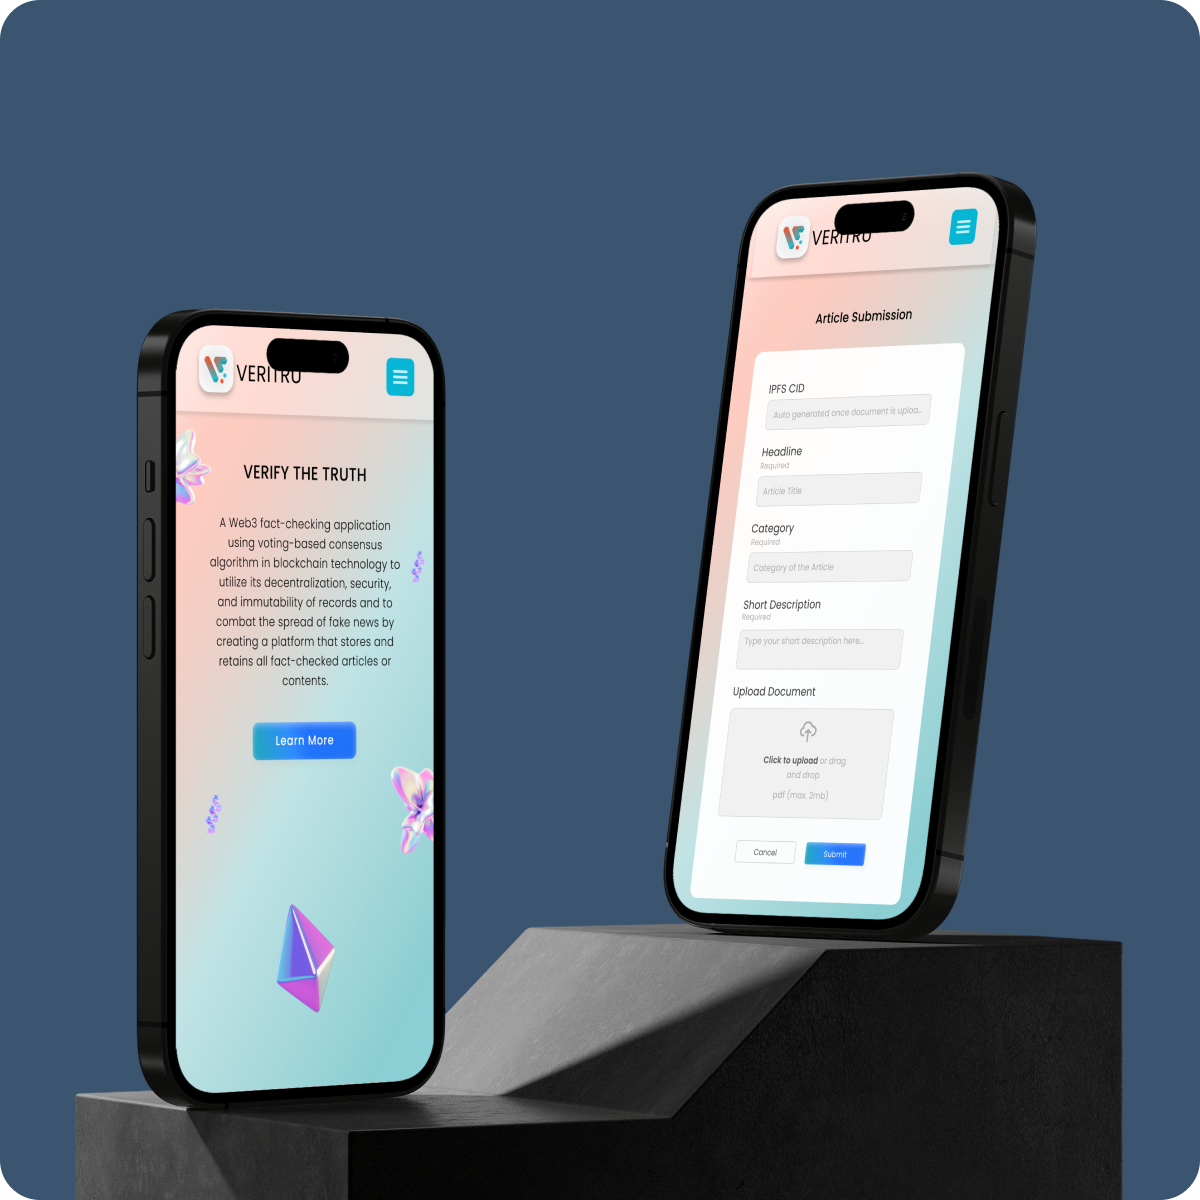 VERITRU
VERIFY THE TRUTH
A Web3 fact-checking application
using voting-based consensus
algorithm in blockchain technology to
utilize its decentralization, security,
and immutability of records and to
combat the spread of fake news by
creating a platform that stores and
retains all fact-checked articles or
contents.
Learn More
VERITRU
Article Submission
IPFS CID
Auto generated once document is uploa...
Headline
Required
Article Title
Category
Required
Category of the Article
Short Description
Required
Type your short description here...
Upload Document
Click to upload or drag
and drop
pdf (max. 2mb)
Cancel
Submit